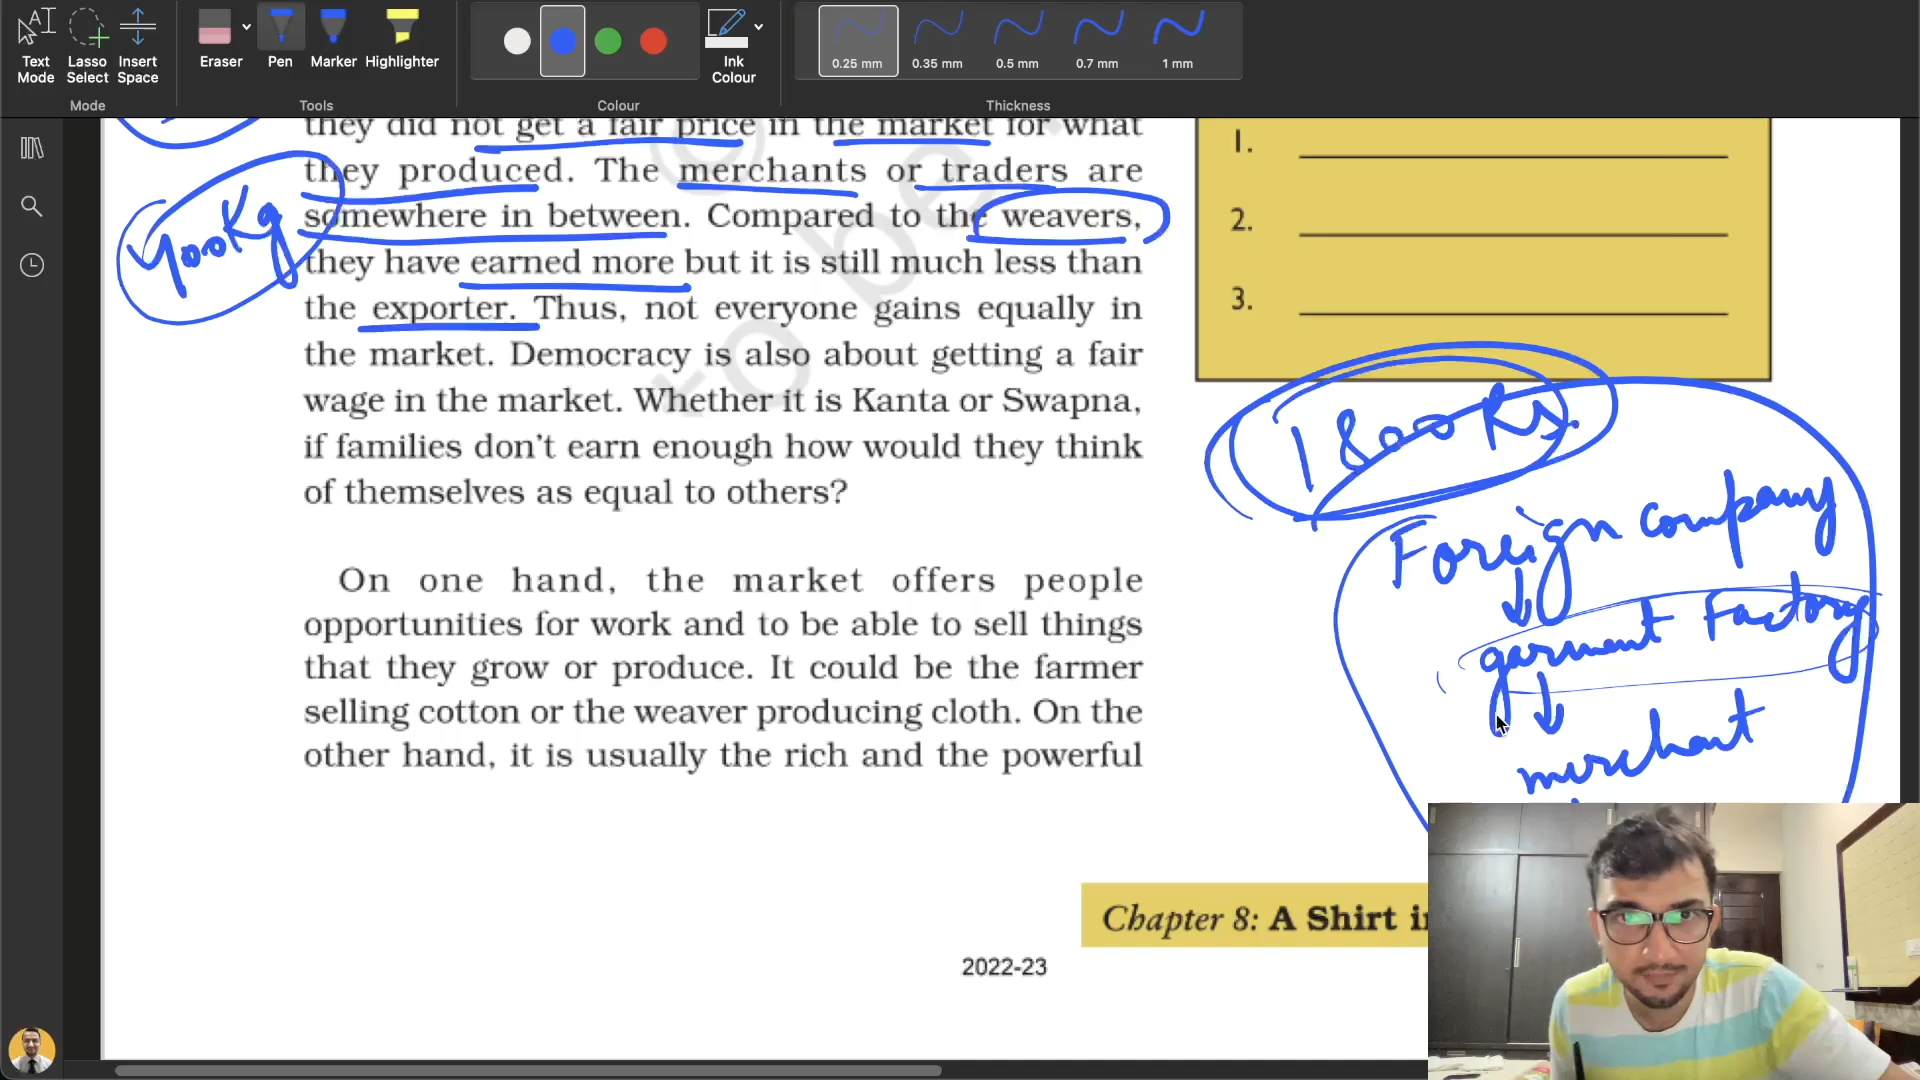 Text Mode
Lasso Select
Insert Space
Eraser
Pen
Marker
Highlighter
Ink Colour
0.25 mm
0.35 mm
0.5 mm
0.7 mm
1 mm
Mode
Tools
Colour
Thickness
they did not get a fair price in the market for what
they produced. The merchants or traders are
somewhere in between. Compared to the weavers,
they have earned more but it is still much less than
the exporter. Thus, not everyone gains equally in
the market. Democracy is also about getting a fair
wage in the market. Whether it is Kanta or Swapna,
if families don't earn enough how would they think
of themselves as equal to others?
On one hand, the market offers people
opportunities for work and to be able to sell things
that they grow or produce. It could be the farmer
selling cotton or the weaver producing cloth. On the
other hand, it is usually the rich and the powerful
1.
2.
3.
1800 Rs.
Foreign company
garment Factory
merchant
Chapter 8: A Shirt i
2022-23
to be
©